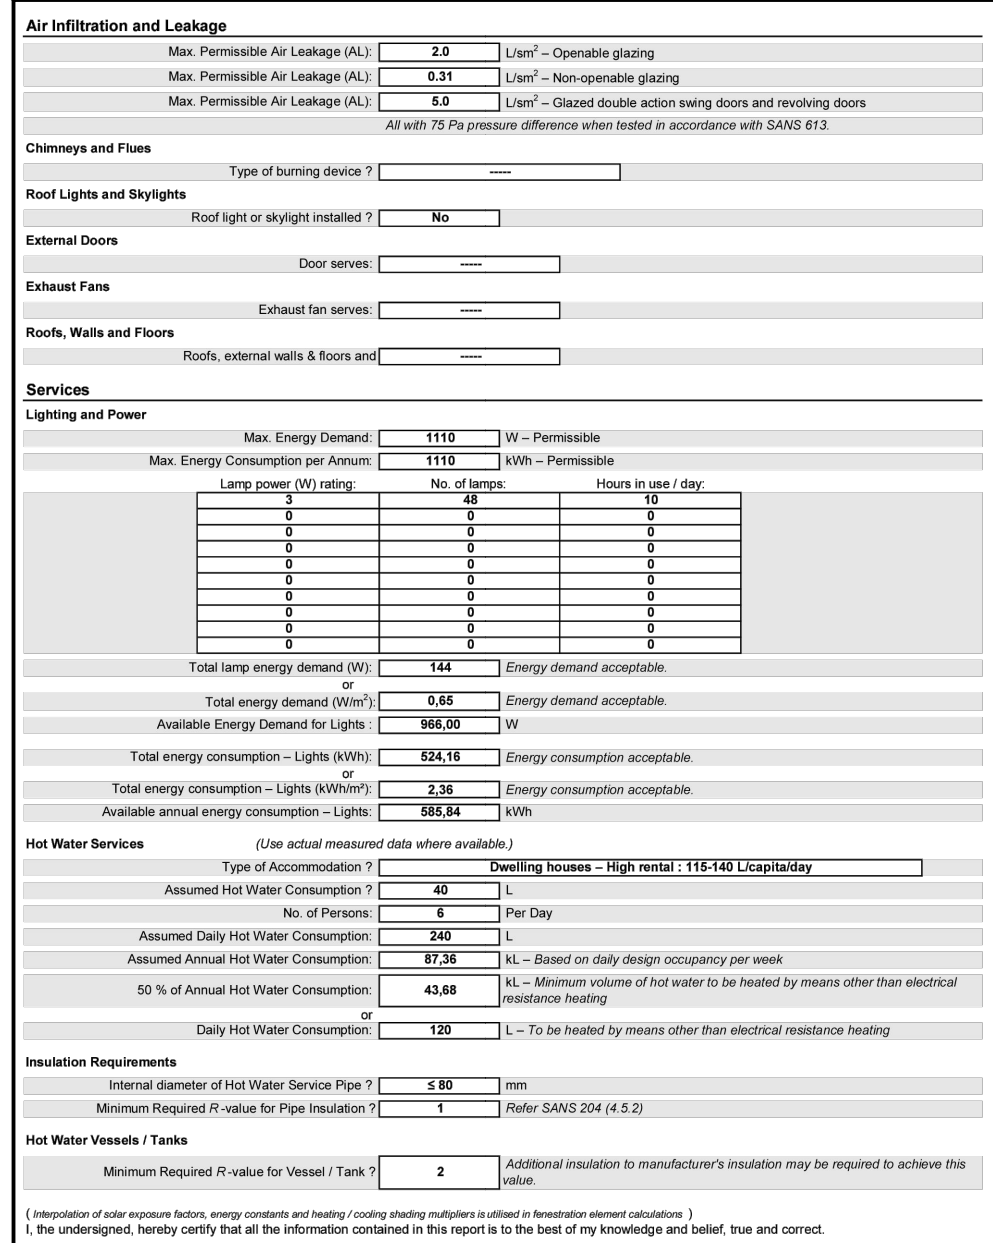 Air Infiltration and Leakage
Max. Permissible Air Leakage (AL): 2.0 L/sm² – Openable glazing
Max. Permissible Air Leakage (AL): 0.31 L/sm² – Non-openable glazing
Max. Permissible Air Leakage (AL): 5.0 L/sm² – Glazed double action swing doors and revolving doors
All with 75 Pa pressure difference when tested in accordance with SANS 613.
Chimneys and Flues
Type of burning device ? -----
Roof Lights and Skylights
Roof light or skylight installed ? No
External Doors
Door serves: -----
Exhaust Fans
Exhaust fan serves: -----
Roofs, Walls and Floors
Roofs, external walls & floors and -----
Services
Lighting and Power
Max. Energy Demand: 1110 W – Permissible
Max. Energy Consumption per Annum: 1110 kWh – Permissible
Lamp power (W) rating: No. of lamps: Hours in use / day:
3 48 10
0 0 0
0 0 0
0 0 0
0 0 0
0 0 0
0 0 0
0 0 0
0 0 0
0 0 0
Total lamp energy demand (W): 144 Energy demand acceptable.
or
Total energy demand (W/m²): 0,65 Energy demand acceptable.
Available Energy Demand for Lights : 966,00 W
Total energy consumption – Lights (kWh): 524,16 Energy consumption acceptable.
or
Total energy consumption – Lights (kWh/m²): 2,36 Energy consumption acceptable.
Available annual energy consumption – Lights: 585,84 kWh
Hot Water Services (Use actual measured data where available.)
Type of Accommodation ? Dwelling houses – High rental : 115-140 L/capita/day
Assumed Hot Water Consumption ? 40 L
No. of Persons: 6 Per Day
Assumed Daily Hot Water Consumption: 240 L
Assumed Annual Hot Water Consumption: 87,36 kL – Based on daily design occupancy per week
50 % of Annual Hot Water Consumption: 43,68 kL – Minimum volume of hot water to be heated by means other than electrical
resistance heating
or
Daily Hot Water Consumption: 120 L – To be heated by means other than electrical resistance heating
Insulation Requirements
Internal diameter of Hot Water Service Pipe ? ≤ 80 mm
Minimum Required R-value for Pipe Insulation ? 1 Refer SANS 204 (4.5.2)
Hot Water Vessels / Tanks
Minimum Required R-value for Vessel / Tank ? 2 Additional insulation to manufacturer's insulation may be required to achieve this
value.
( Interpolation of solar exposure factors, energy constants and heating / cooling shading multipliers is utilised in fenestration element calculations )
I, the undersigned, hereby certify that all the information contained in this report is to the best of my knowledge and belief, true and correct.